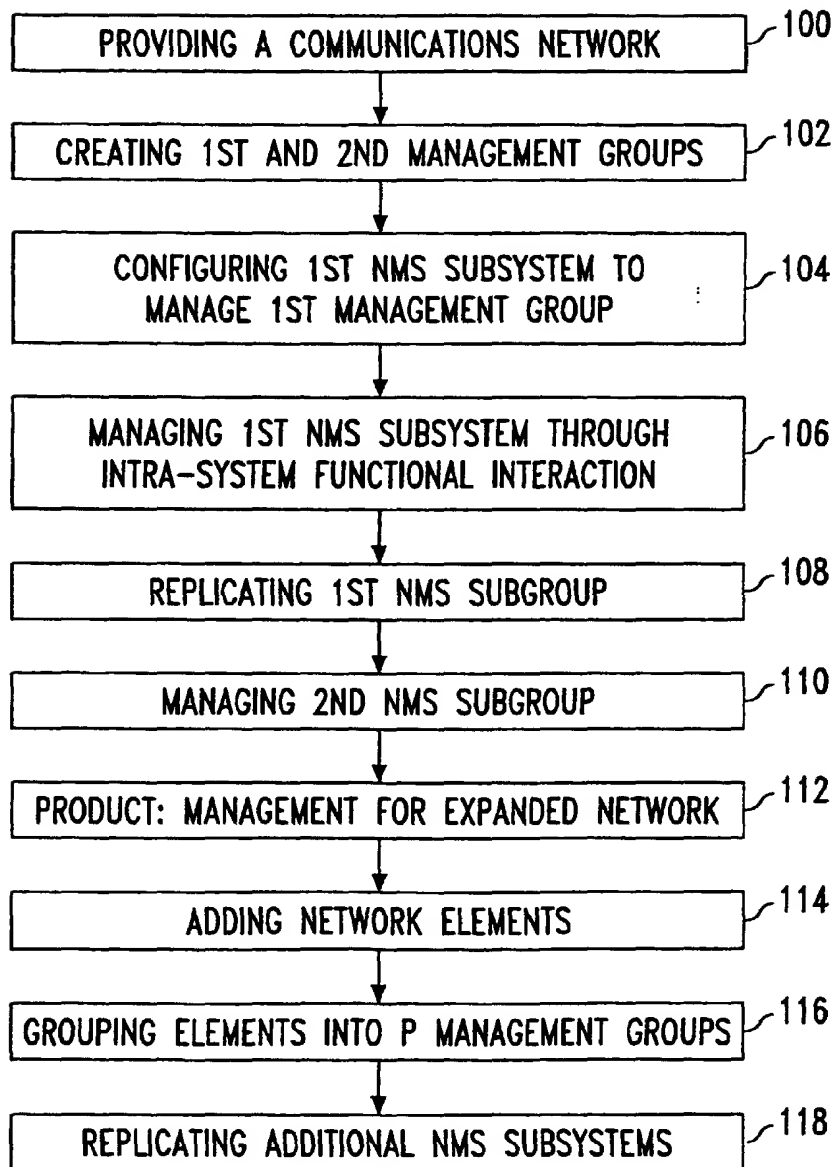 PROVIDING A COMMUNICATIONS NETWORK
100
CREATING 1ST AND 2ND MANAGEMENT GROUPS
102
CONFIGURING 1ST NMS SUBSYSTEM TO
MANAGE 1ST MANAGEMENT GROUP
104
MANAGING 1ST NMS SUBSYSTEM THROUGH
INTRA-SYSTEM FUNCTIONAL INTERACTION
106
REPLICATING 1ST NMS SUBGROUP
108
MANAGING 2ND NMS SUBGROUP
110
PRODUCT: MANAGEMENT FOR EXPANDED NETWORK
112
ADDING NETWORK ELEMENTS
114
GROUPING ELEMENTS INTO P MANAGEMENT GROUPS
116
REPLICATING ADDITIONAL NMS SUBSYSTEMS
118